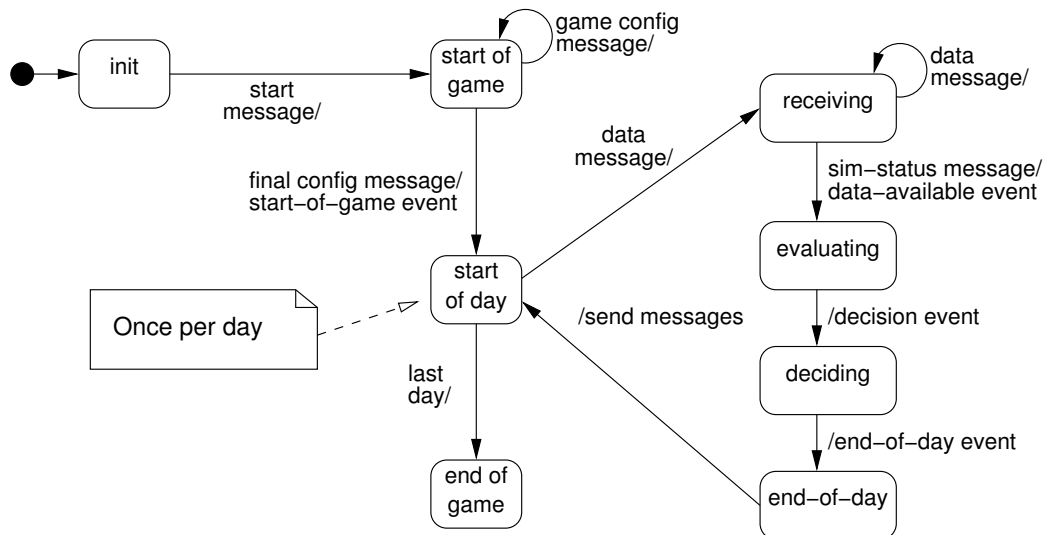 init
start
message/
start of
game
game config
message/
final config message/
start−of−game event
data
message/
receiving
data
message/
sim−status message/
data−available event
evaluating
/decision event
deciding
/end−of−day event
end−of−day
/send messages
start
of day
Once per day
last
day/
end of
game